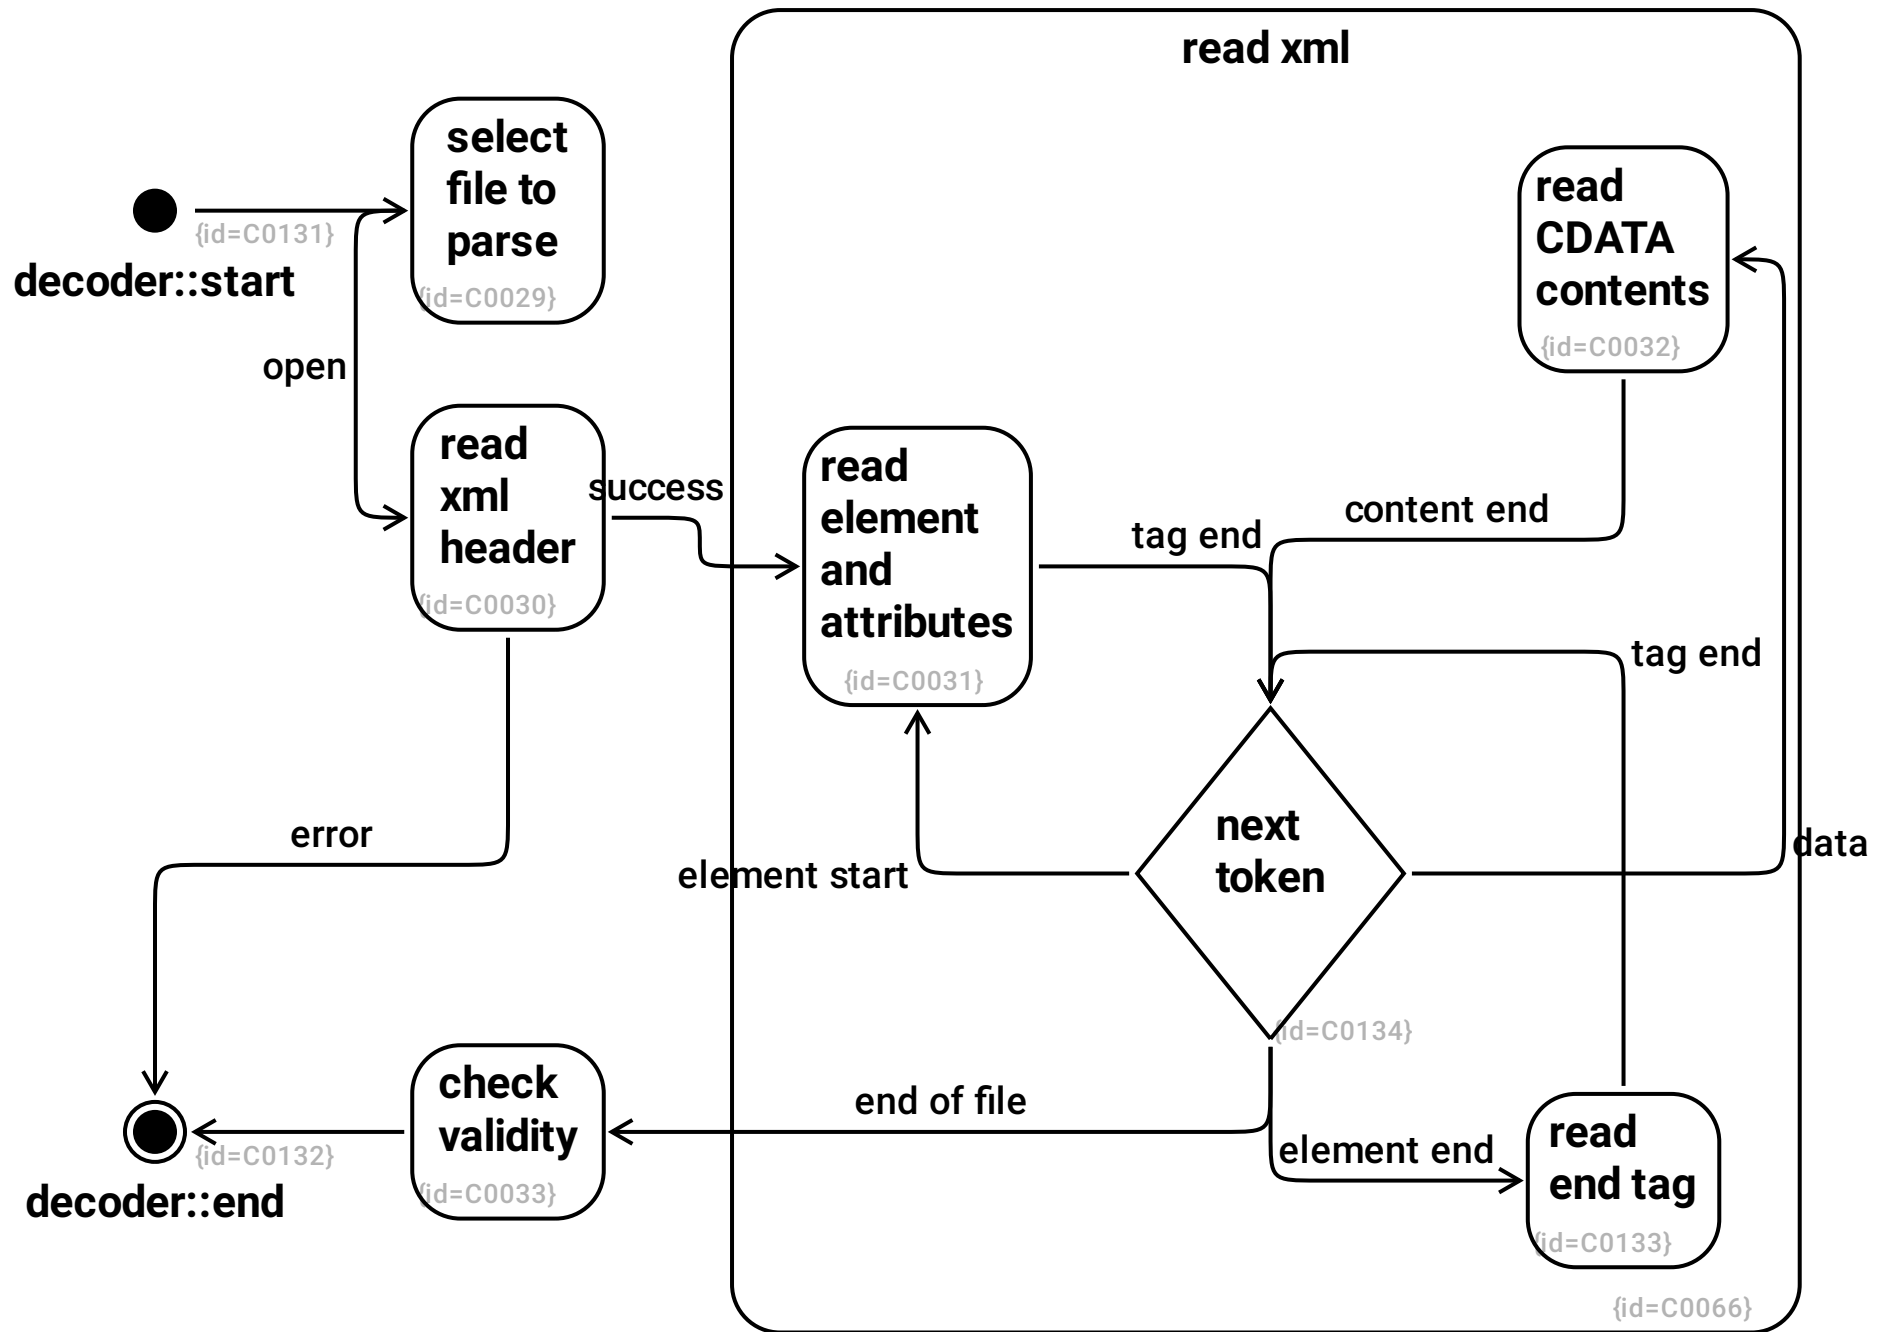 read xml
select
file to
parse
{id=C0029}
{id=C0131}
decoder::start
read
CDATA
contents
{id=C0032}
open
read
xml
header
{id=C0030}
success
read
element
and
attributes
{id=C0031}
tag end
content end
tag end
error
element start
next
token
{id=C0134}
data
check
validity
{id=C0033}
end of file
element end
{id=C0132}
decoder::end
read
end tag
{id=C0133}
{id=C0066}